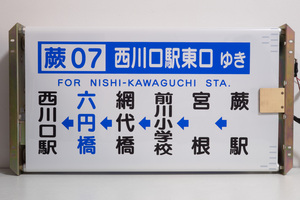 蕨07 西川口駅東口 ゆき
FOR NISHI-KAWAGUCHI STA.
蕨駅
宮根
前川小学校
網代橋
六円橋
西川口駅